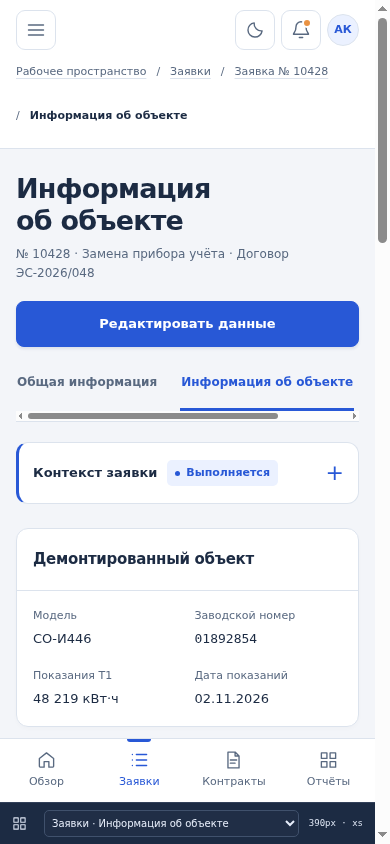 АК
Рабочее пространство / Заявки / Заявка № 10428
/ Информация об объекте
Информация
об объекте
№ 10428 · Замена прибора учёта · Договор
ЭС-2026/048
Редактировать данные
Общая информация Информация об объекте
Контекст заявки Выполняется
Демонтированный объект
Модель Заводской номер
СО-И446 01892854
Показания Т1 Дата показаний
48 219 кВт·ч 02.11.2026
Обзор Заявки Контракты Отчёты
Заявки · Информация об объекте 390px · xs